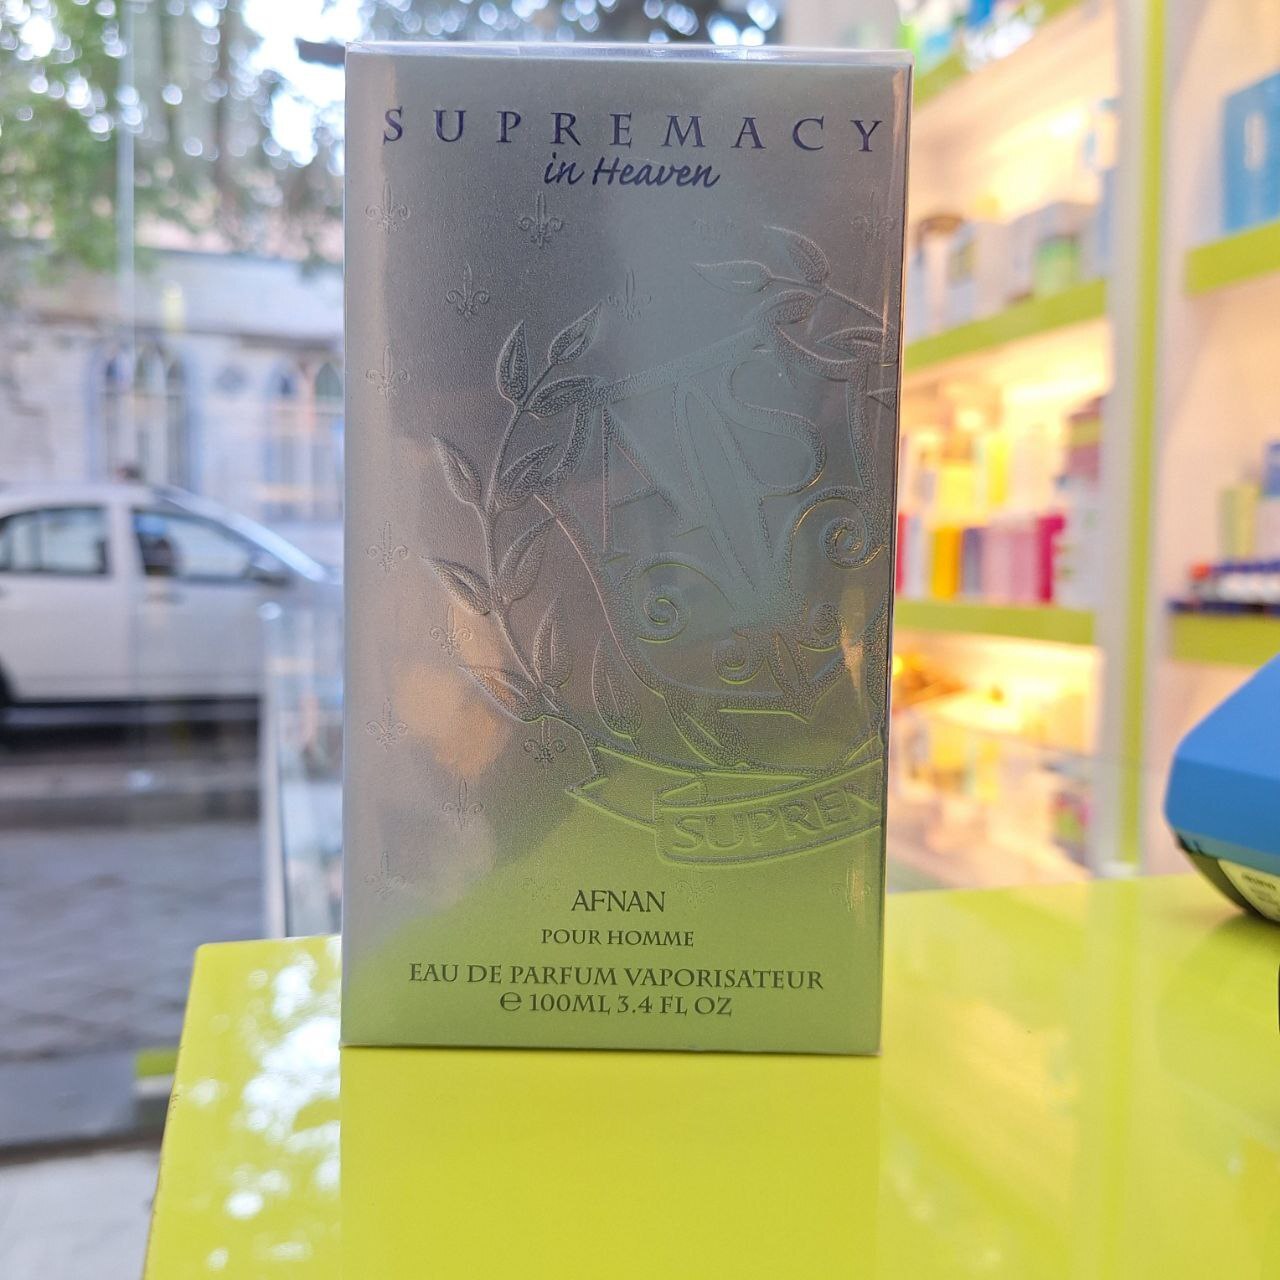 SUPREMACY
in Heaven
SUPREM
AFNAN
POUR HOMME
EAU DE PARFUM VAPORISATEUR
℮ 100ML 3.4 FL OZ